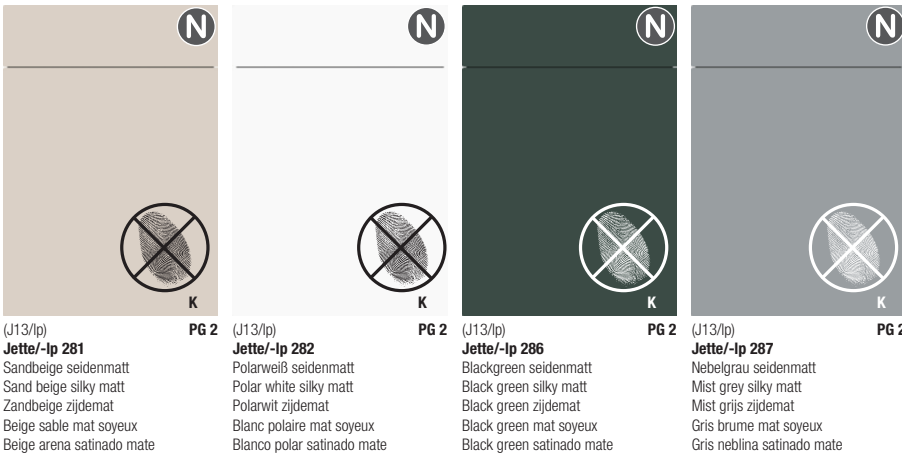 N
K
(J13/lp) PG 2
Jette/-lp 281
Sandbeige seidenmatt
Sand beige silky matt
Zandbeige zijdemat
Beige sable mat soyeux
Beige arena satinado mate
N
K
(J13/lp) PG 2
Jette/-lp 282
Polarweiß seidenmatt
Polar white silky matt
Polarwit zijdemat
Blanc polaire mat soyeux
Blanco polar satinado mate
N
K
(J13/lp) PG 2
Jette/-lp 286
Blackgreen seidenmatt
Black green silky matt
Black green zijdemat
Black green mat soyeux
Black green satinado mate
N
K
(J13/lp) PG 2
Jette/-lp 287
Nebelgrau seidenmatt
Mist grey silky matt
Mist grijs zijdemat
Gris brume mat soyeux
Gris neblina satinado mate